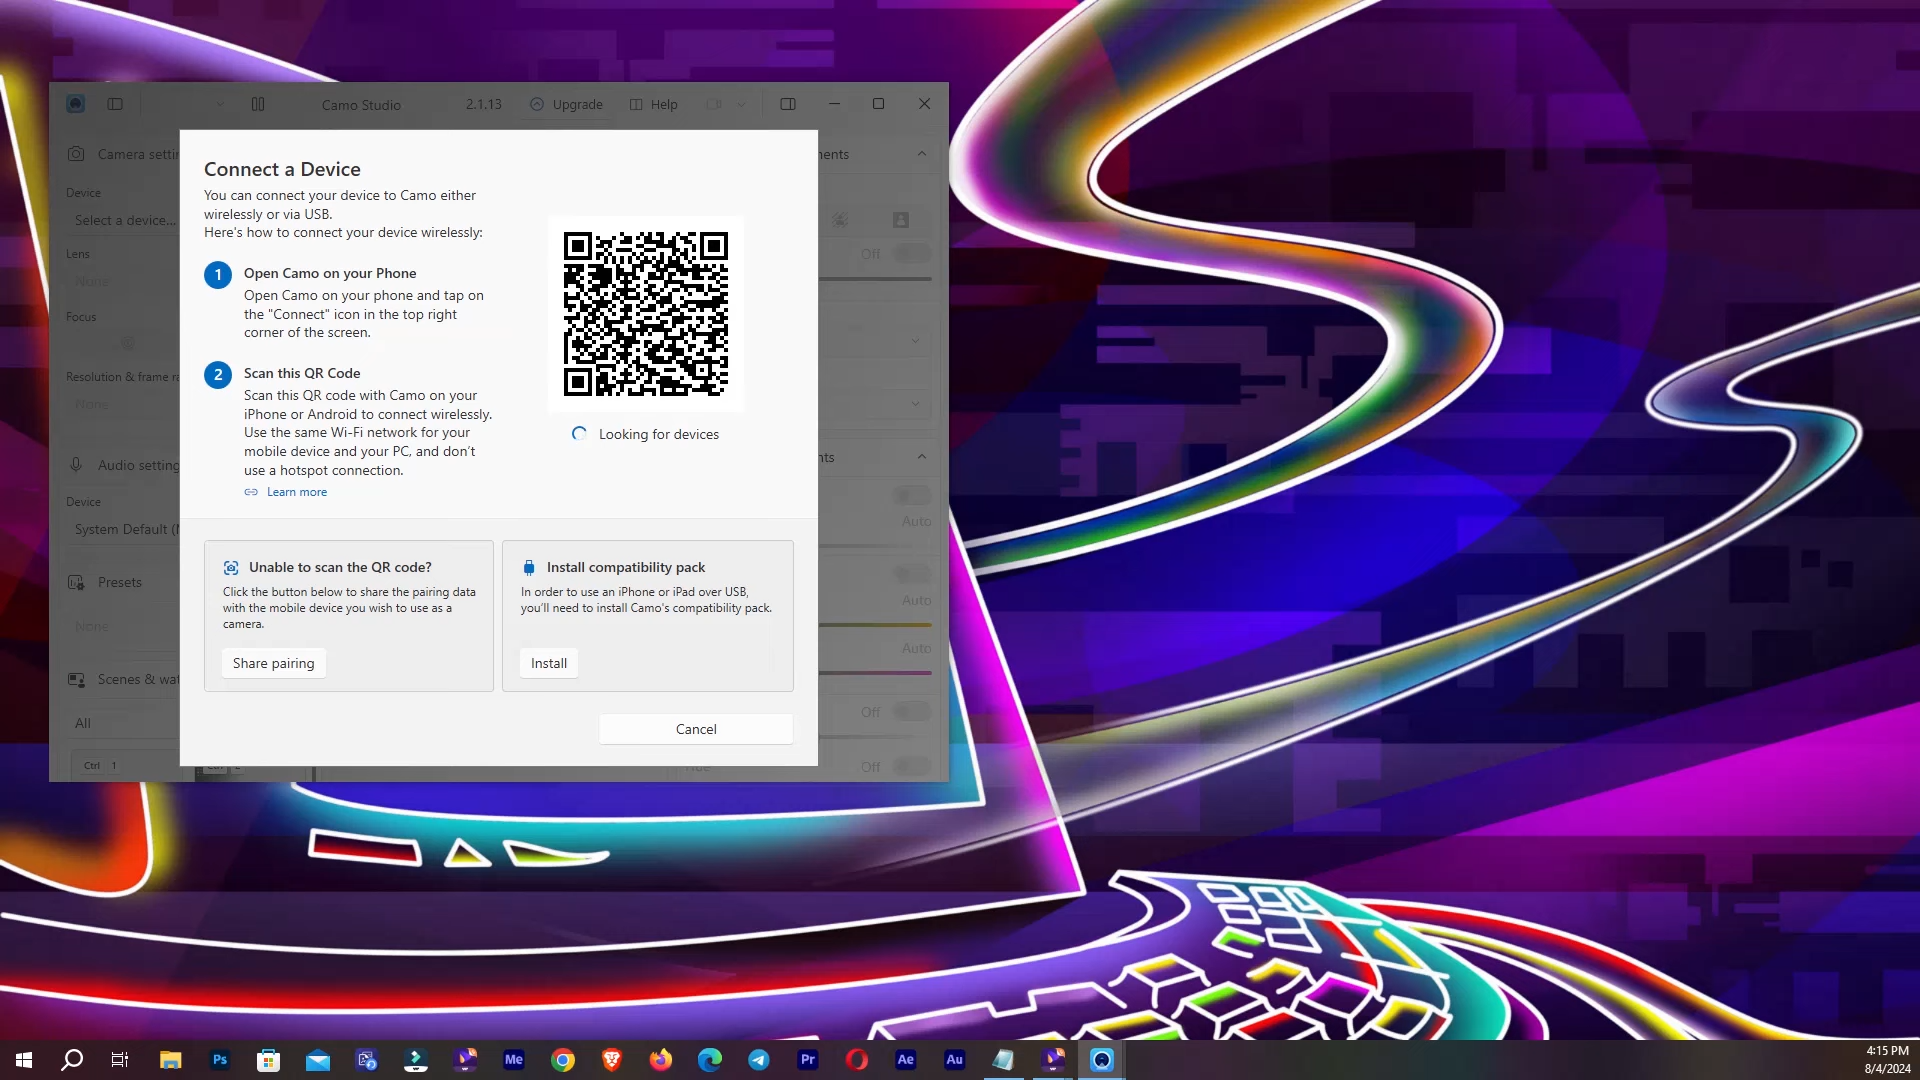 Camo Studio
2.1.13
Upgrade
Help
Camera
Device
Select a device...
Lens
None
Focus
Resolution & frame
None
Audio
Device
System Default
Presets
None
Scenes &
All
Ctrl 1
Connect a Device
You can connect your device to Camo either
wirelessly or via USB.
Here's how to connect your device wirelessly:
1
Open Camo on your Phone
Open Camo on your phone and tap on
the "Connect" icon in the top right
corner of the screen.
2
Scan this QR Code
Scan this QR code with Camo on your
iPhone or Android to connect wirelessly.
Use the same Wi-Fi network for your
mobile device and your PC, and don't
use a hotspot connection.
Learn more
Looking for devices
Unable to scan the QR code?
Click the button below to share the pairing data
with the mobile device you wish to use as a
camera.
Share pairing
Install compatibility pack
In order to use an iPhone or iPad over USB,
you'll need to install Camo's compatibility pack.
Install
Cancel
Off
Auto
Auto
Auto
Off
Off
Ps
Me
Pr
Ae
Au
4:15 PM
8/4/2024